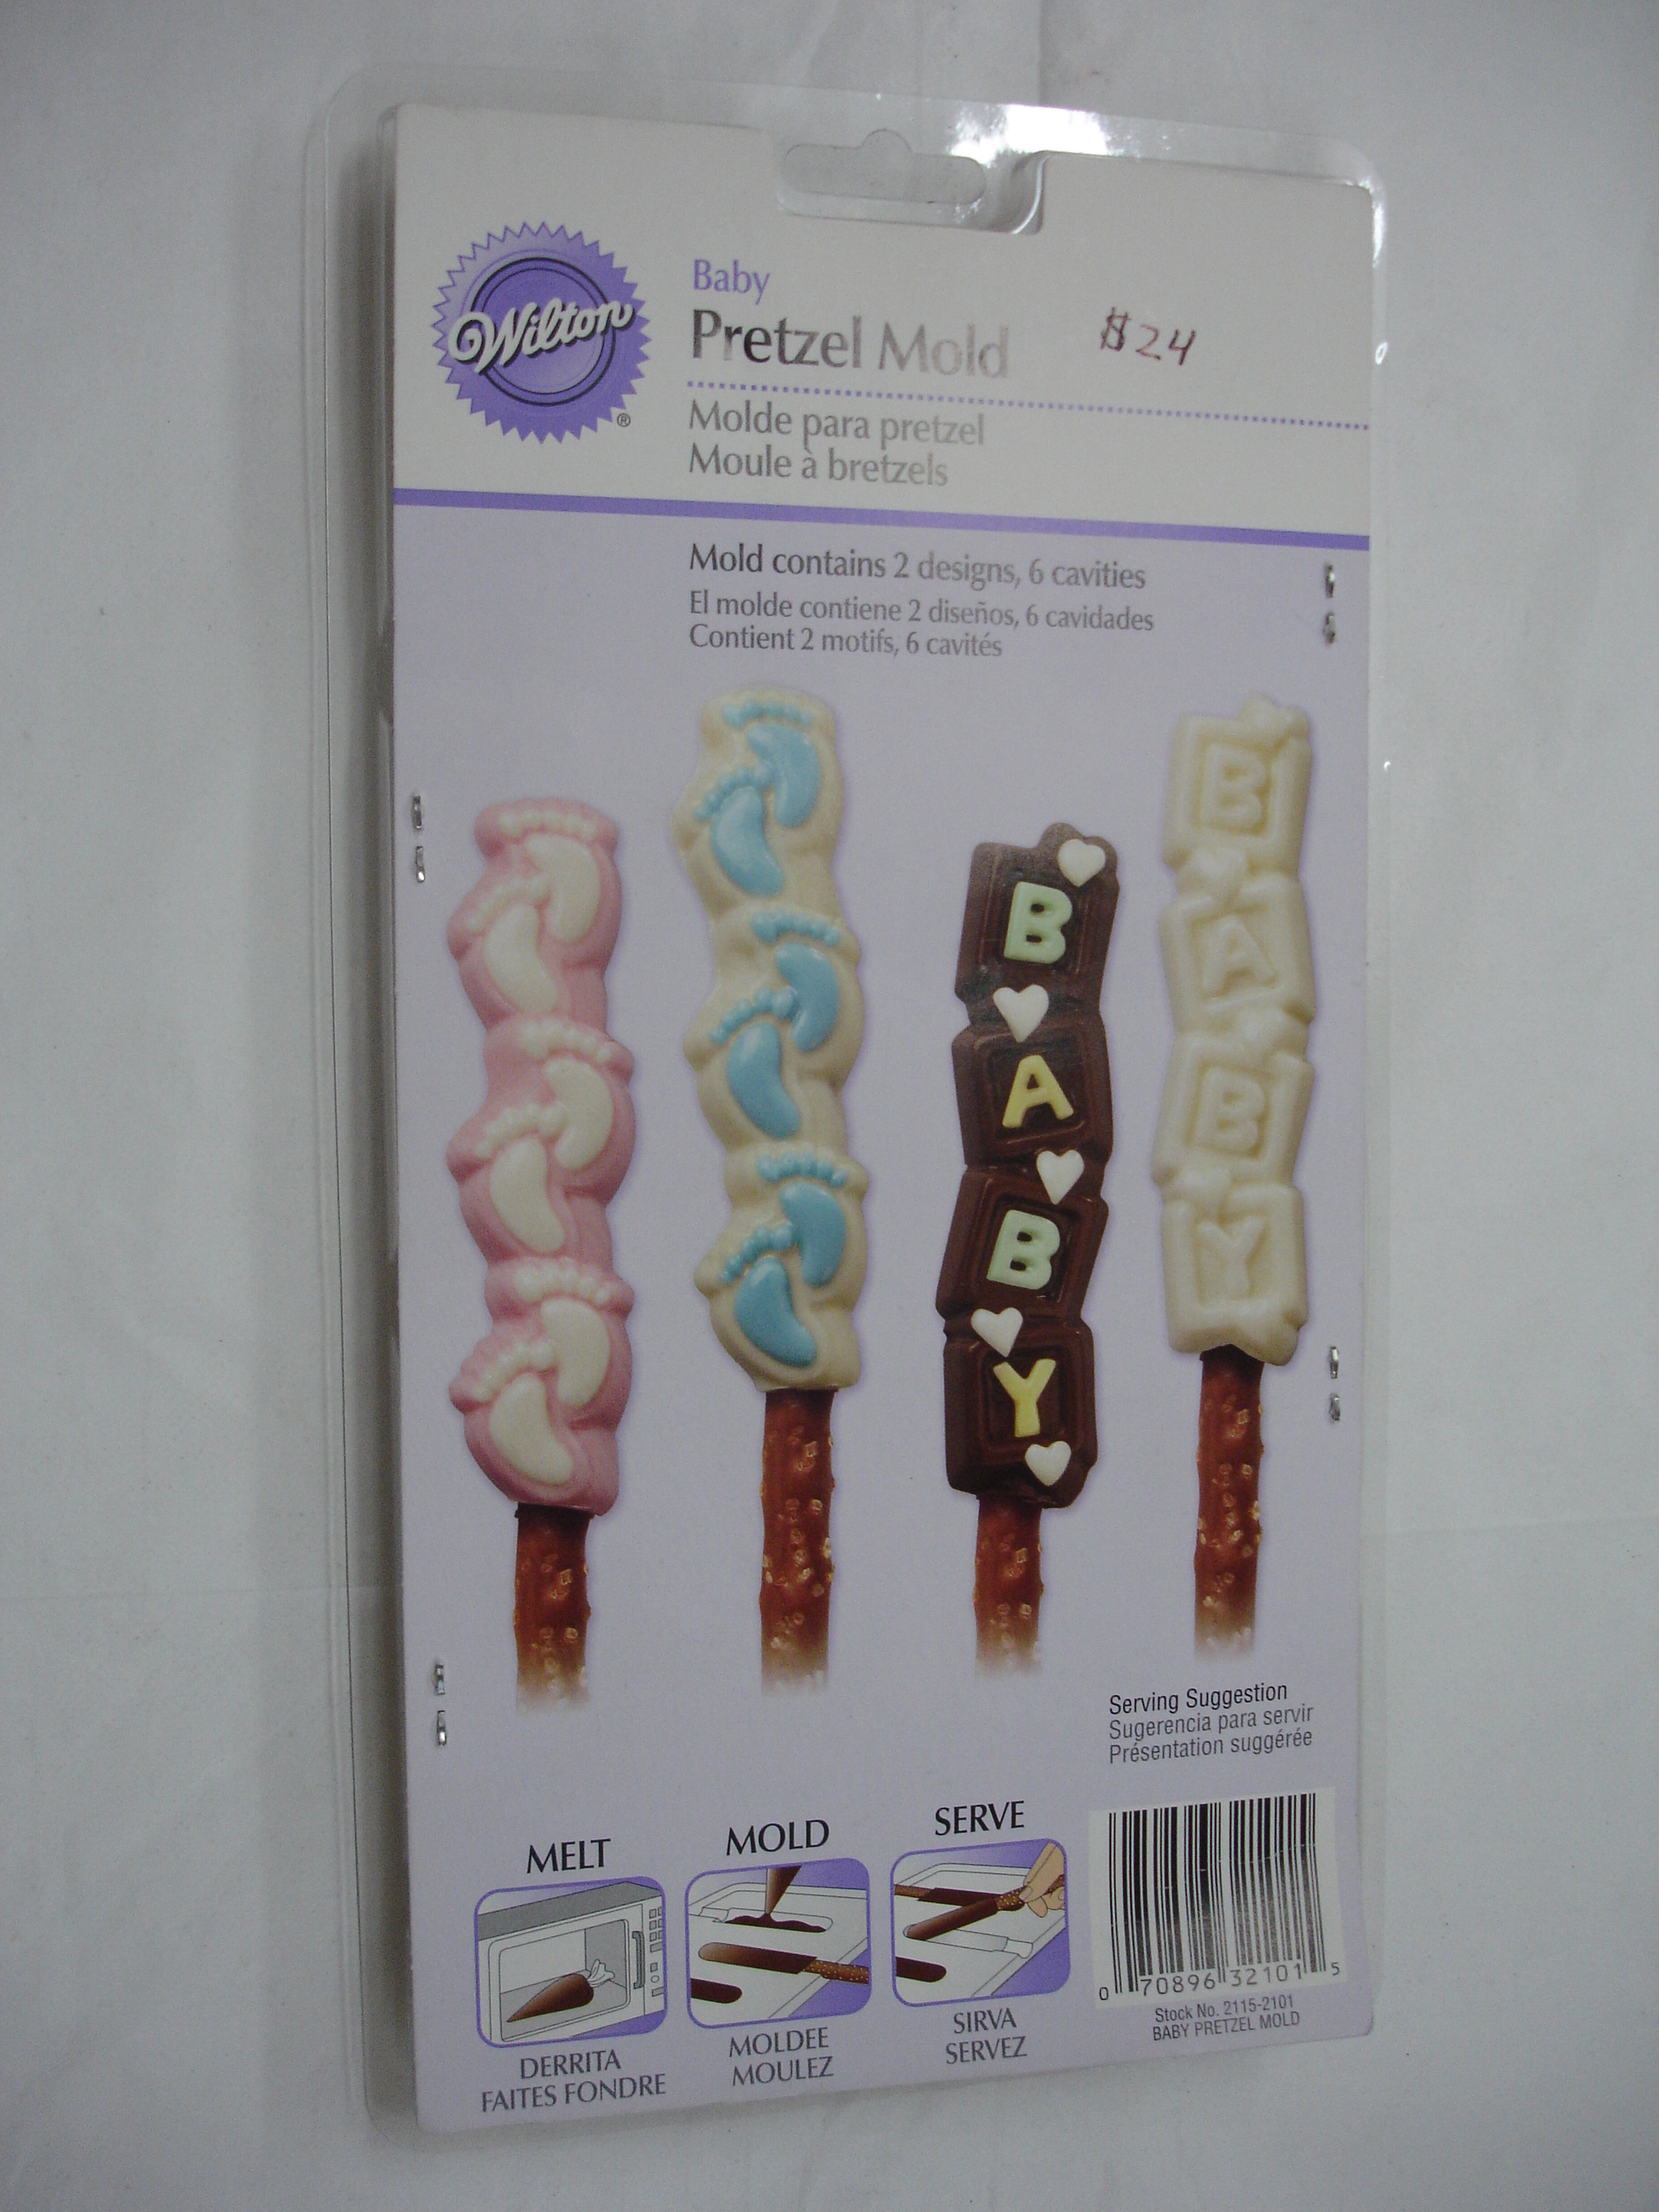 Wilton
®
Baby
Pretzel Mold
$24
Molde para pretzel
Moule à bretzels
Mold contains 2 designs, 6 cavities
El molde contiene 2 diseños, 6 cavidades
Contient 2 motifs, 6 cavités
B
A
B
Y
B
A
B
Y
Serving Suggestion
Sugerencia para servir
Présentation suggérée
MELT
DERRITA
FAITES FONDRE
MOLD
MOLDEE
MOULEZ
SERVE
SIRVA
SERVEZ
0 70896 32101 5
Stock No. 2115-2101
BABY PRETZEL MOLD